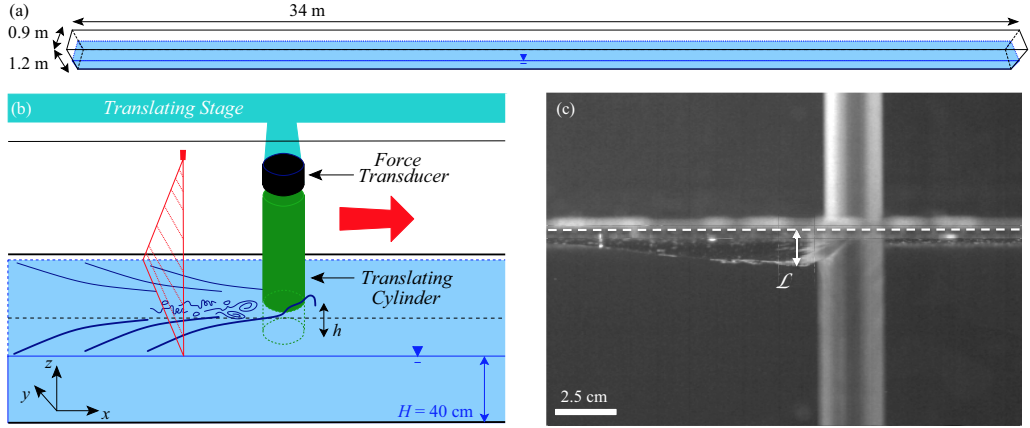 (a)
34 m
0.9 m
1.2 m
(b)
Translating Stage
Force
Transducer
Translating
Cylinder
h
z
y
x
H = 40 cm
(c)
ℒ
2.5 cm